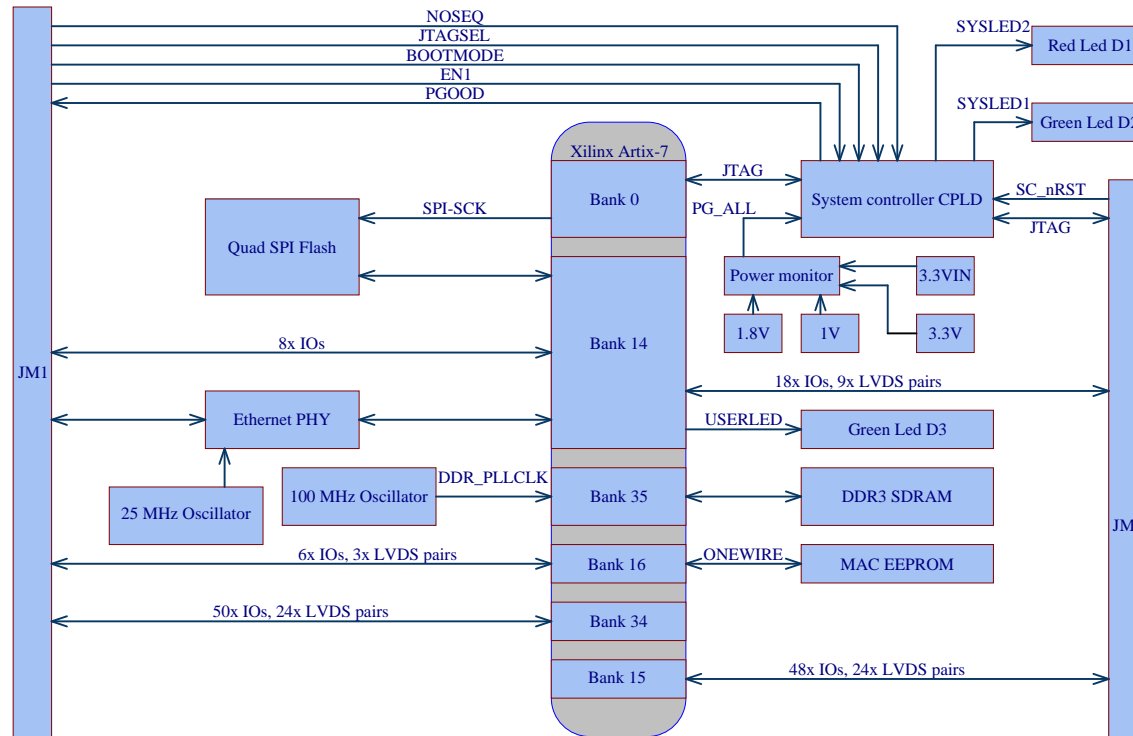 NOSEQ
JTAGSEL
BOOTMODE
EN1
PGOOD
SYSLED2
Red Led D1
SYSLED1
Green Led D2
Xilinx Artix-7
Bank 0
JTAG
System controller CPLD
SC_nRST
JTAG
SPI-SCK
PG_ALL
Quad SPI Flash
Power monitor
3.3VIN
1.8V
1V
3.3V
Bank 14
8x IOs
JM1
18x IOs, 9x LVDS pairs
Ethernet PHY
USERLED
Green Led D3
DDR_PLLCLK
100 MHz Oscillator
25 MHz Oscillator
Bank 35
DDR3 SDRAM
JM
6x IOs, 3x LVDS pairs
Bank 16
ONEWIRE
MAC EEPROM
50x IOs, 24x LVDS pairs
Bank 34
Bank 15
48x IOs, 24x LVDS pairs